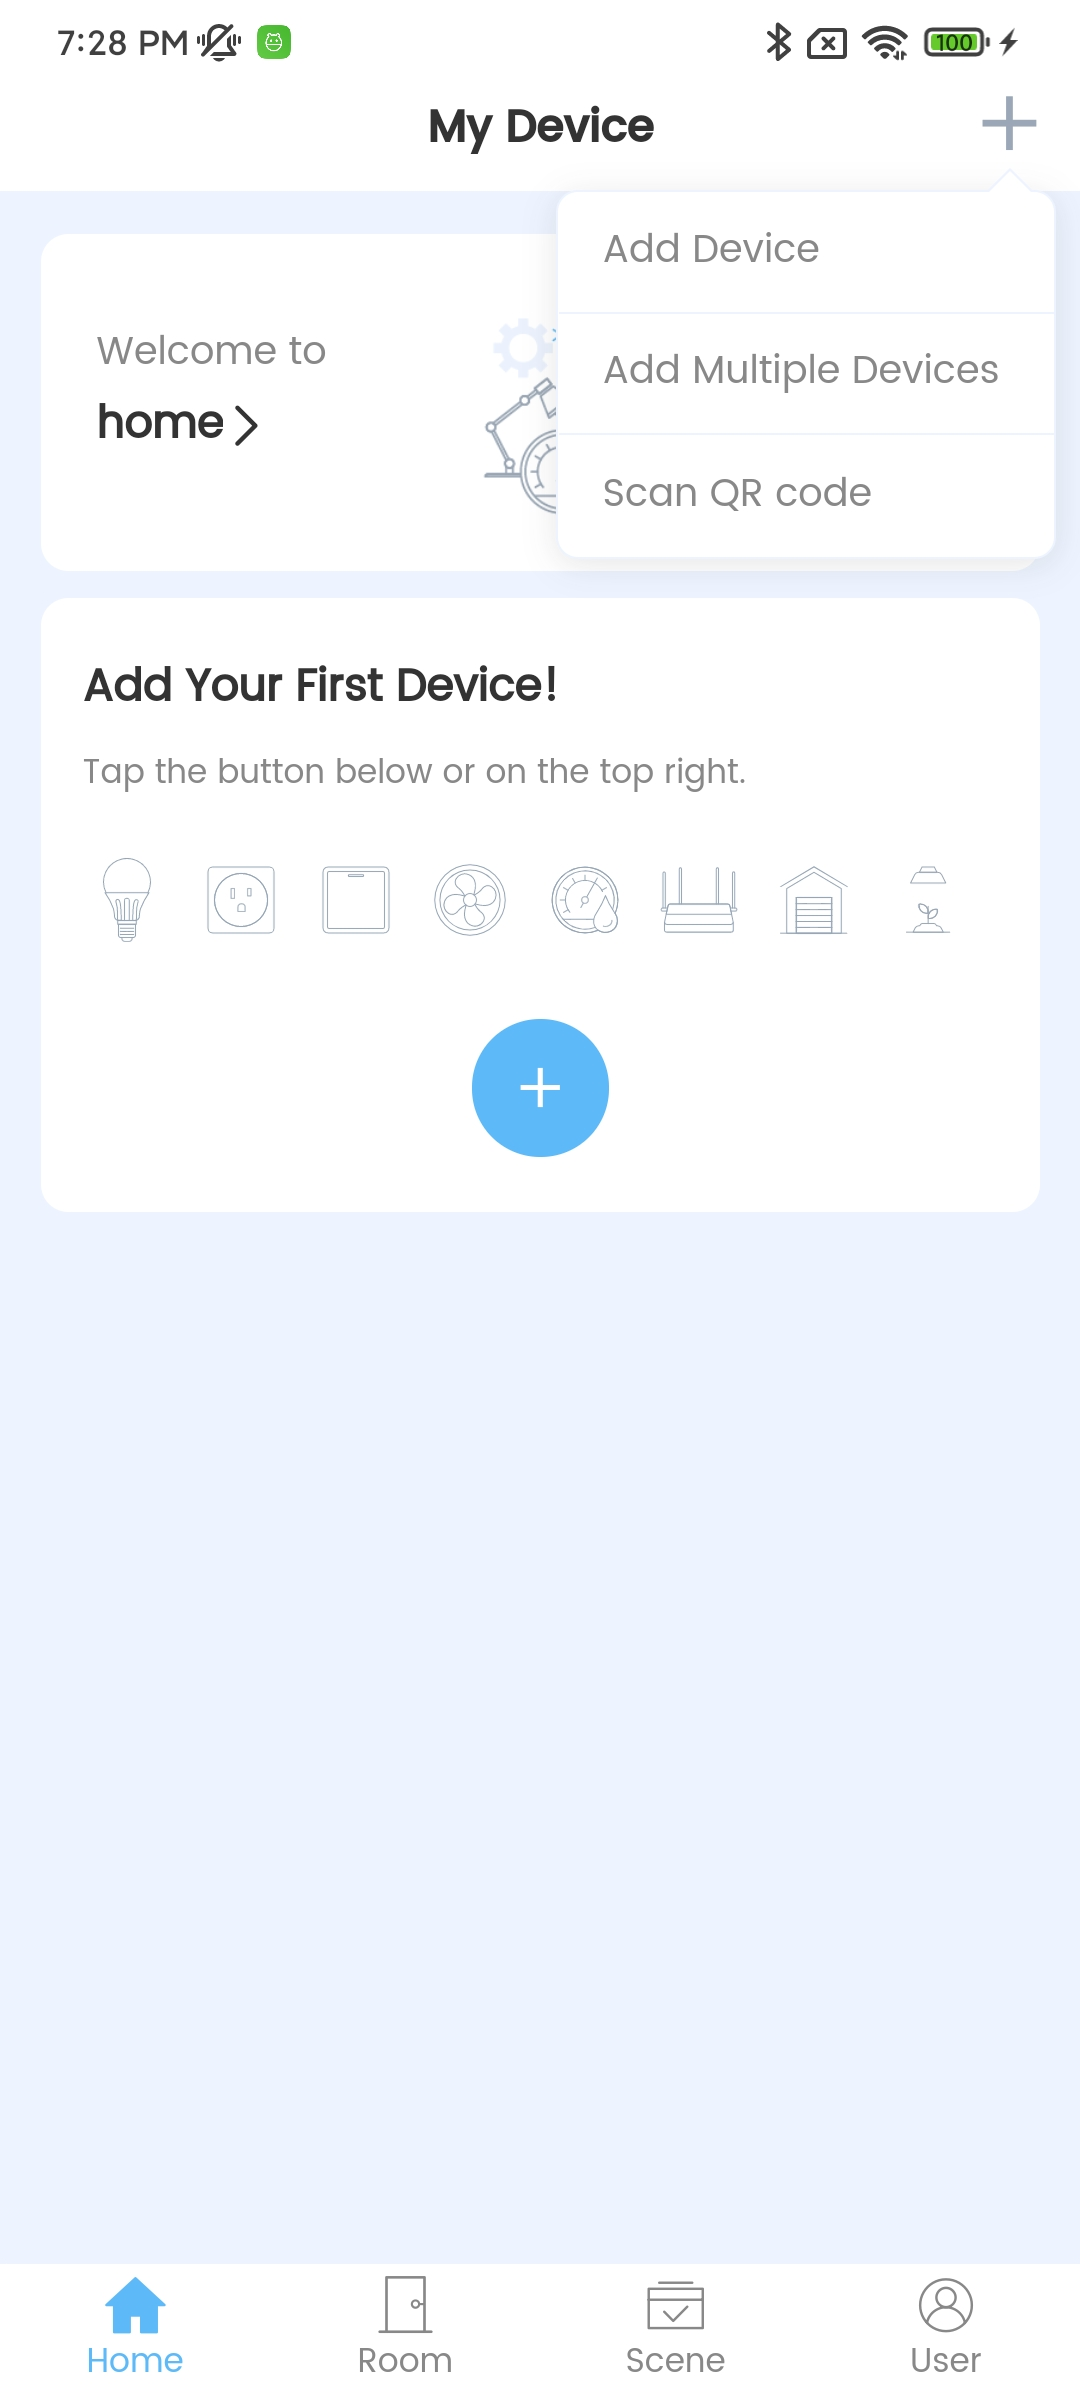 7:28 PM
100
My Device
Add Device
Add Multiple Devices
Scan QR code
Welcome to
home
Add Your First Device!
Tap the button below or on the top right.
Home
Room
Scene
User